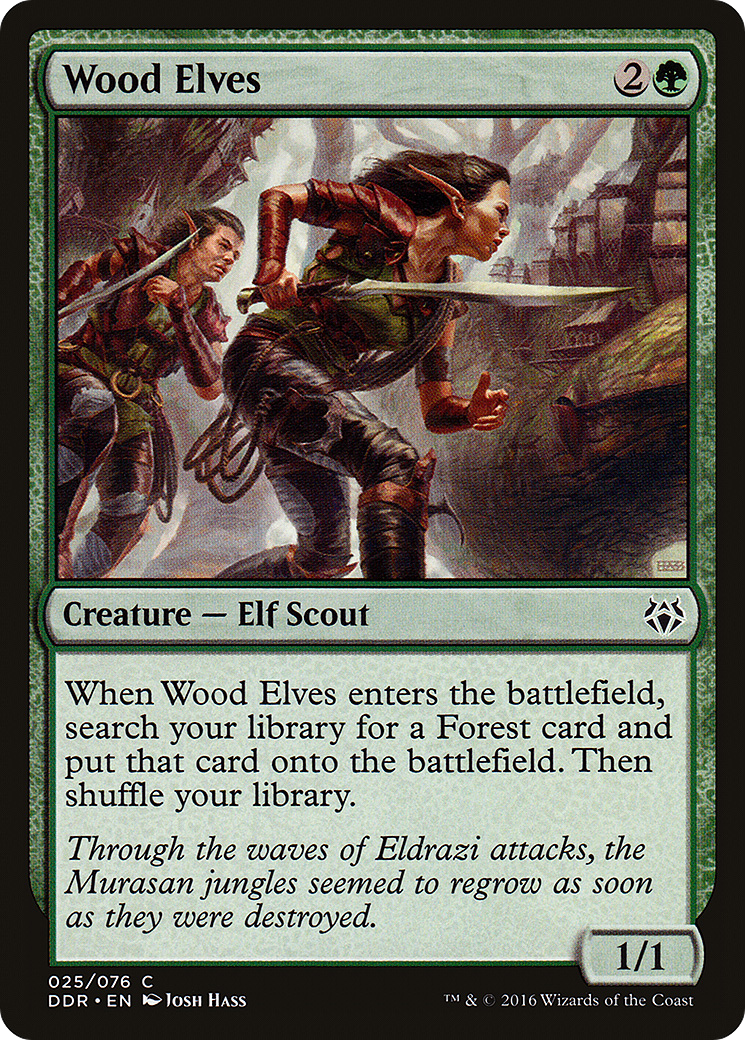 Wood Elves 2
Creature — Elf Scout
When Wood Elves enters the battlefield,
search your library for a Forest card and
put that card onto the battlefield. Then
shuffle your library.
Through the waves of Eldrazi attacks, the
Murasan jungles seemed to regrow as soon
as they were destroyed.
1/1
025/076 C
DDR • EN Josh Hass
™ & © 2016 Wizards of the Coast